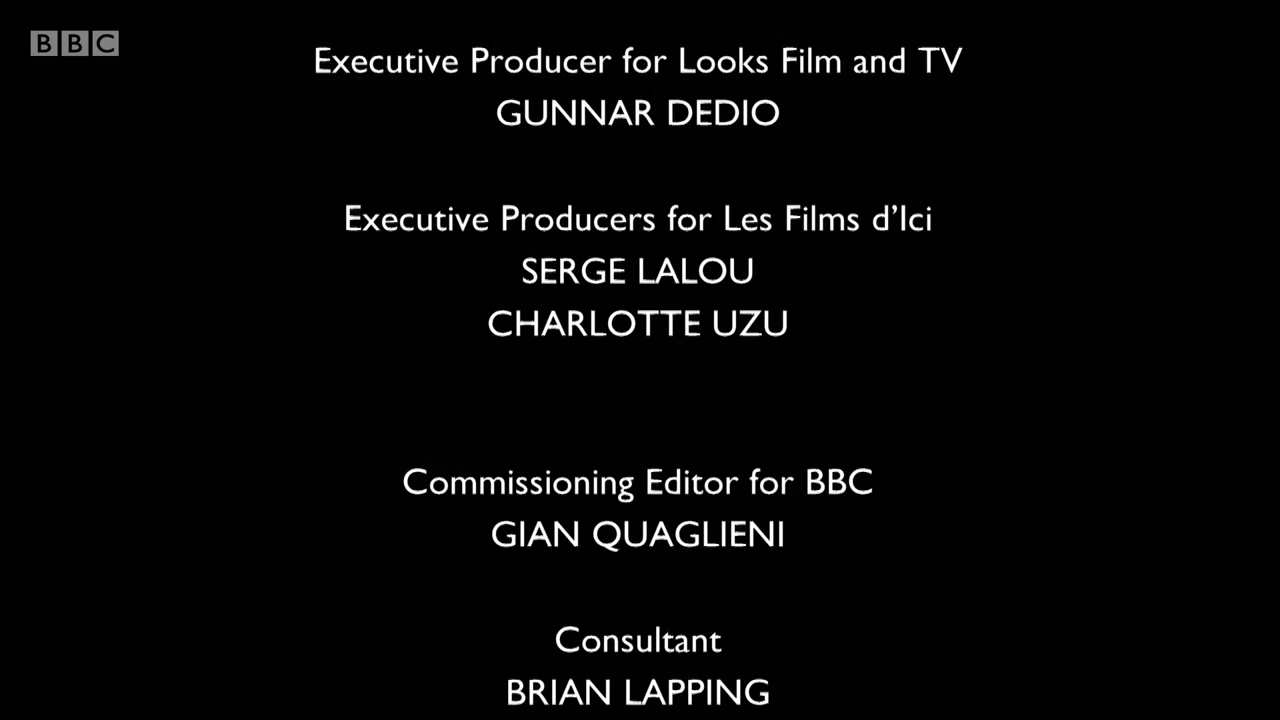 BBC
Executive Producer for Looks Film and TV
GUNNAR DEDIO
Executive Producers for Les Films d’Ici
SERGE LALOU
CHARLOTTE UZU
Commissioning Editor for BBC
GIAN QUAGLIENI
Consultant
BRIAN LAPPING